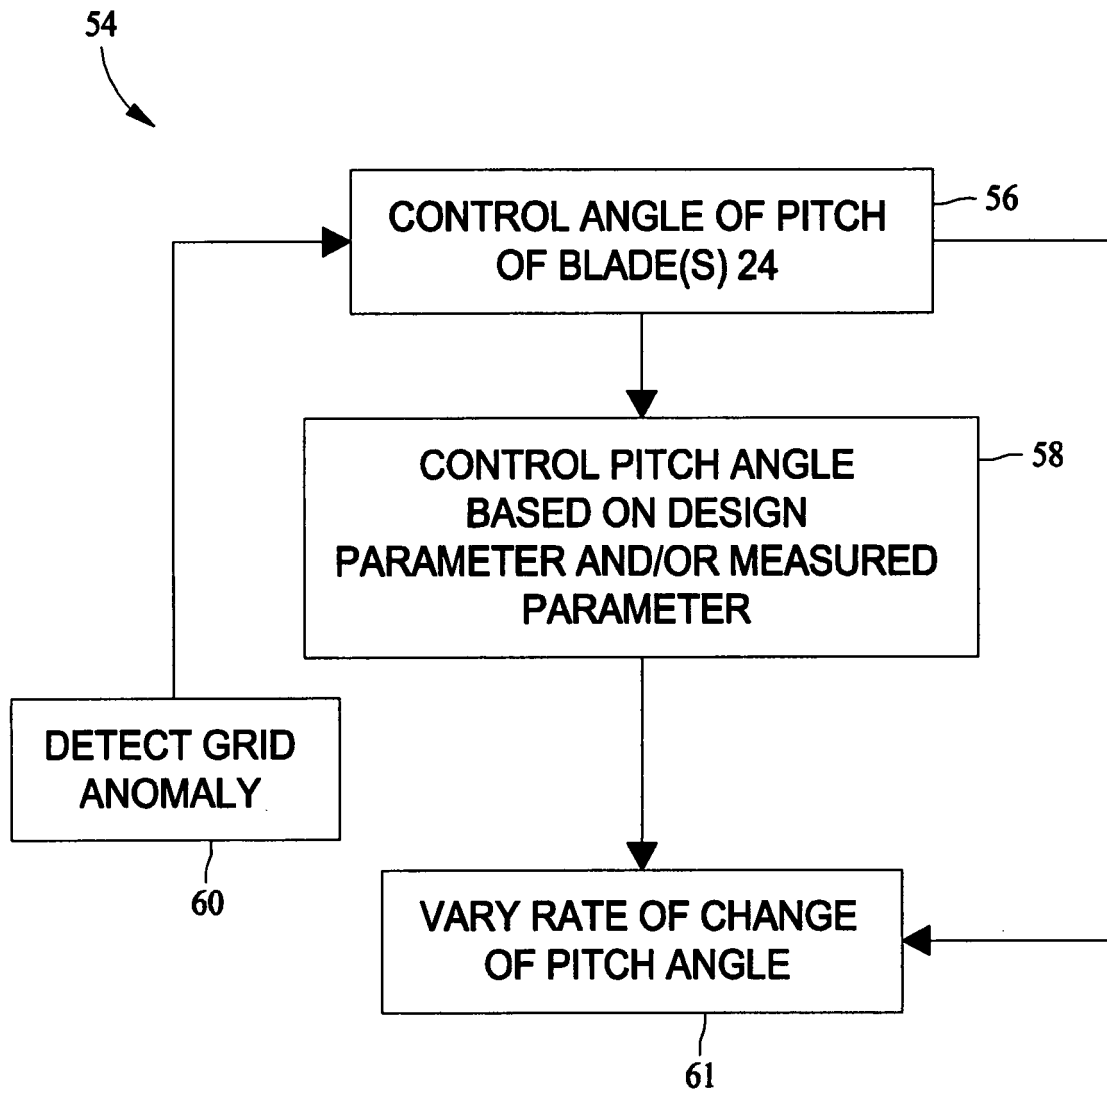 54
CONTROL ANGLE OF PITCH
OF BLADE(S) 24
56
CONTROL PITCH ANGLE
BASED ON DESIGN
PARAMETER AND/OR MEASURED
PARAMETER
58
DETECT GRID
ANOMALY
60
VARY RATE OF CHANGE
OF PITCH ANGLE
61